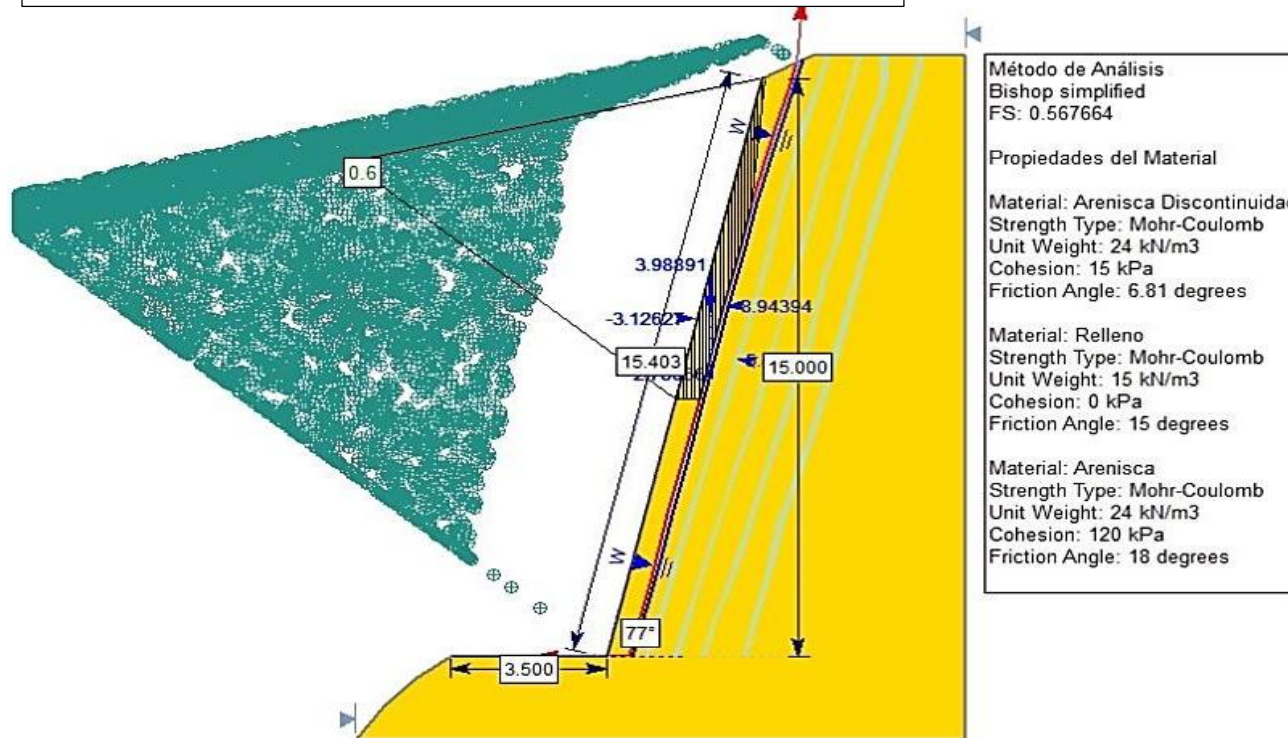 Método de Análisis
Bishop simplified
FS: 0.567664
Propiedades del Material
Material: Arenisca
Strength Type: Mohr-Coulomb
Unit Weight: 24 kN/m3
Cohesion: 15 kPa
Friction Angle: 6.81 degrees
Material: Relleno
Strength Type: Mohr-Coulomb
Unit Weight: 15 kN/m3
Cohesion: 0 kPa
Friction Angle: 15 degrees
Material: Arenisca
Strength Type: Mohr-Coulomb
Unit Weight: 24 kN/m3
Cohesion: 120 kPa
Friction Angle: 18 degrees
0.6
W
3.98891
8.94394
15.403
15.000
W
77°
3.500